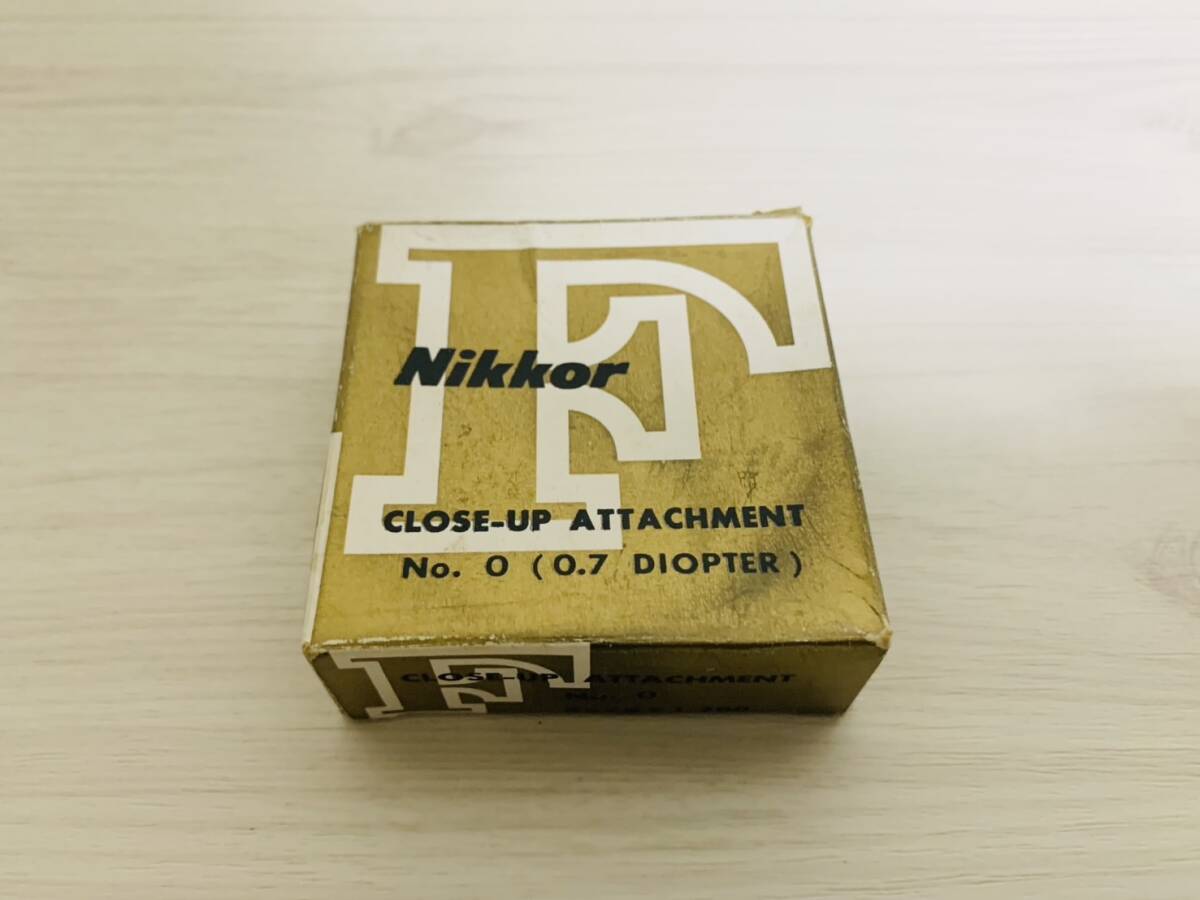 F
Nikkor
CLOSE-UP ATTACHMENT
No. 0 (0.7 DIOPTER)
F
CLOSE-UP ATTACHMENT
No. 0